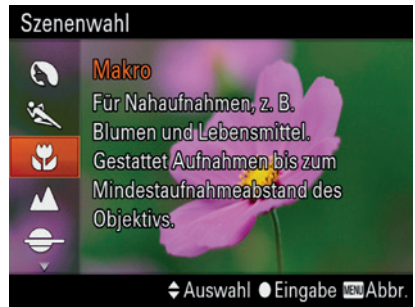 Szenenwahl
Makro
Für Nahaufnahmen, z. B.
Blumen und Lebensmittel.
Gestattet Aufnahmen bis zum
Mindestaufnahmeabstand des
Objektivs.
Auswahl Eingabe MENU Abbr.